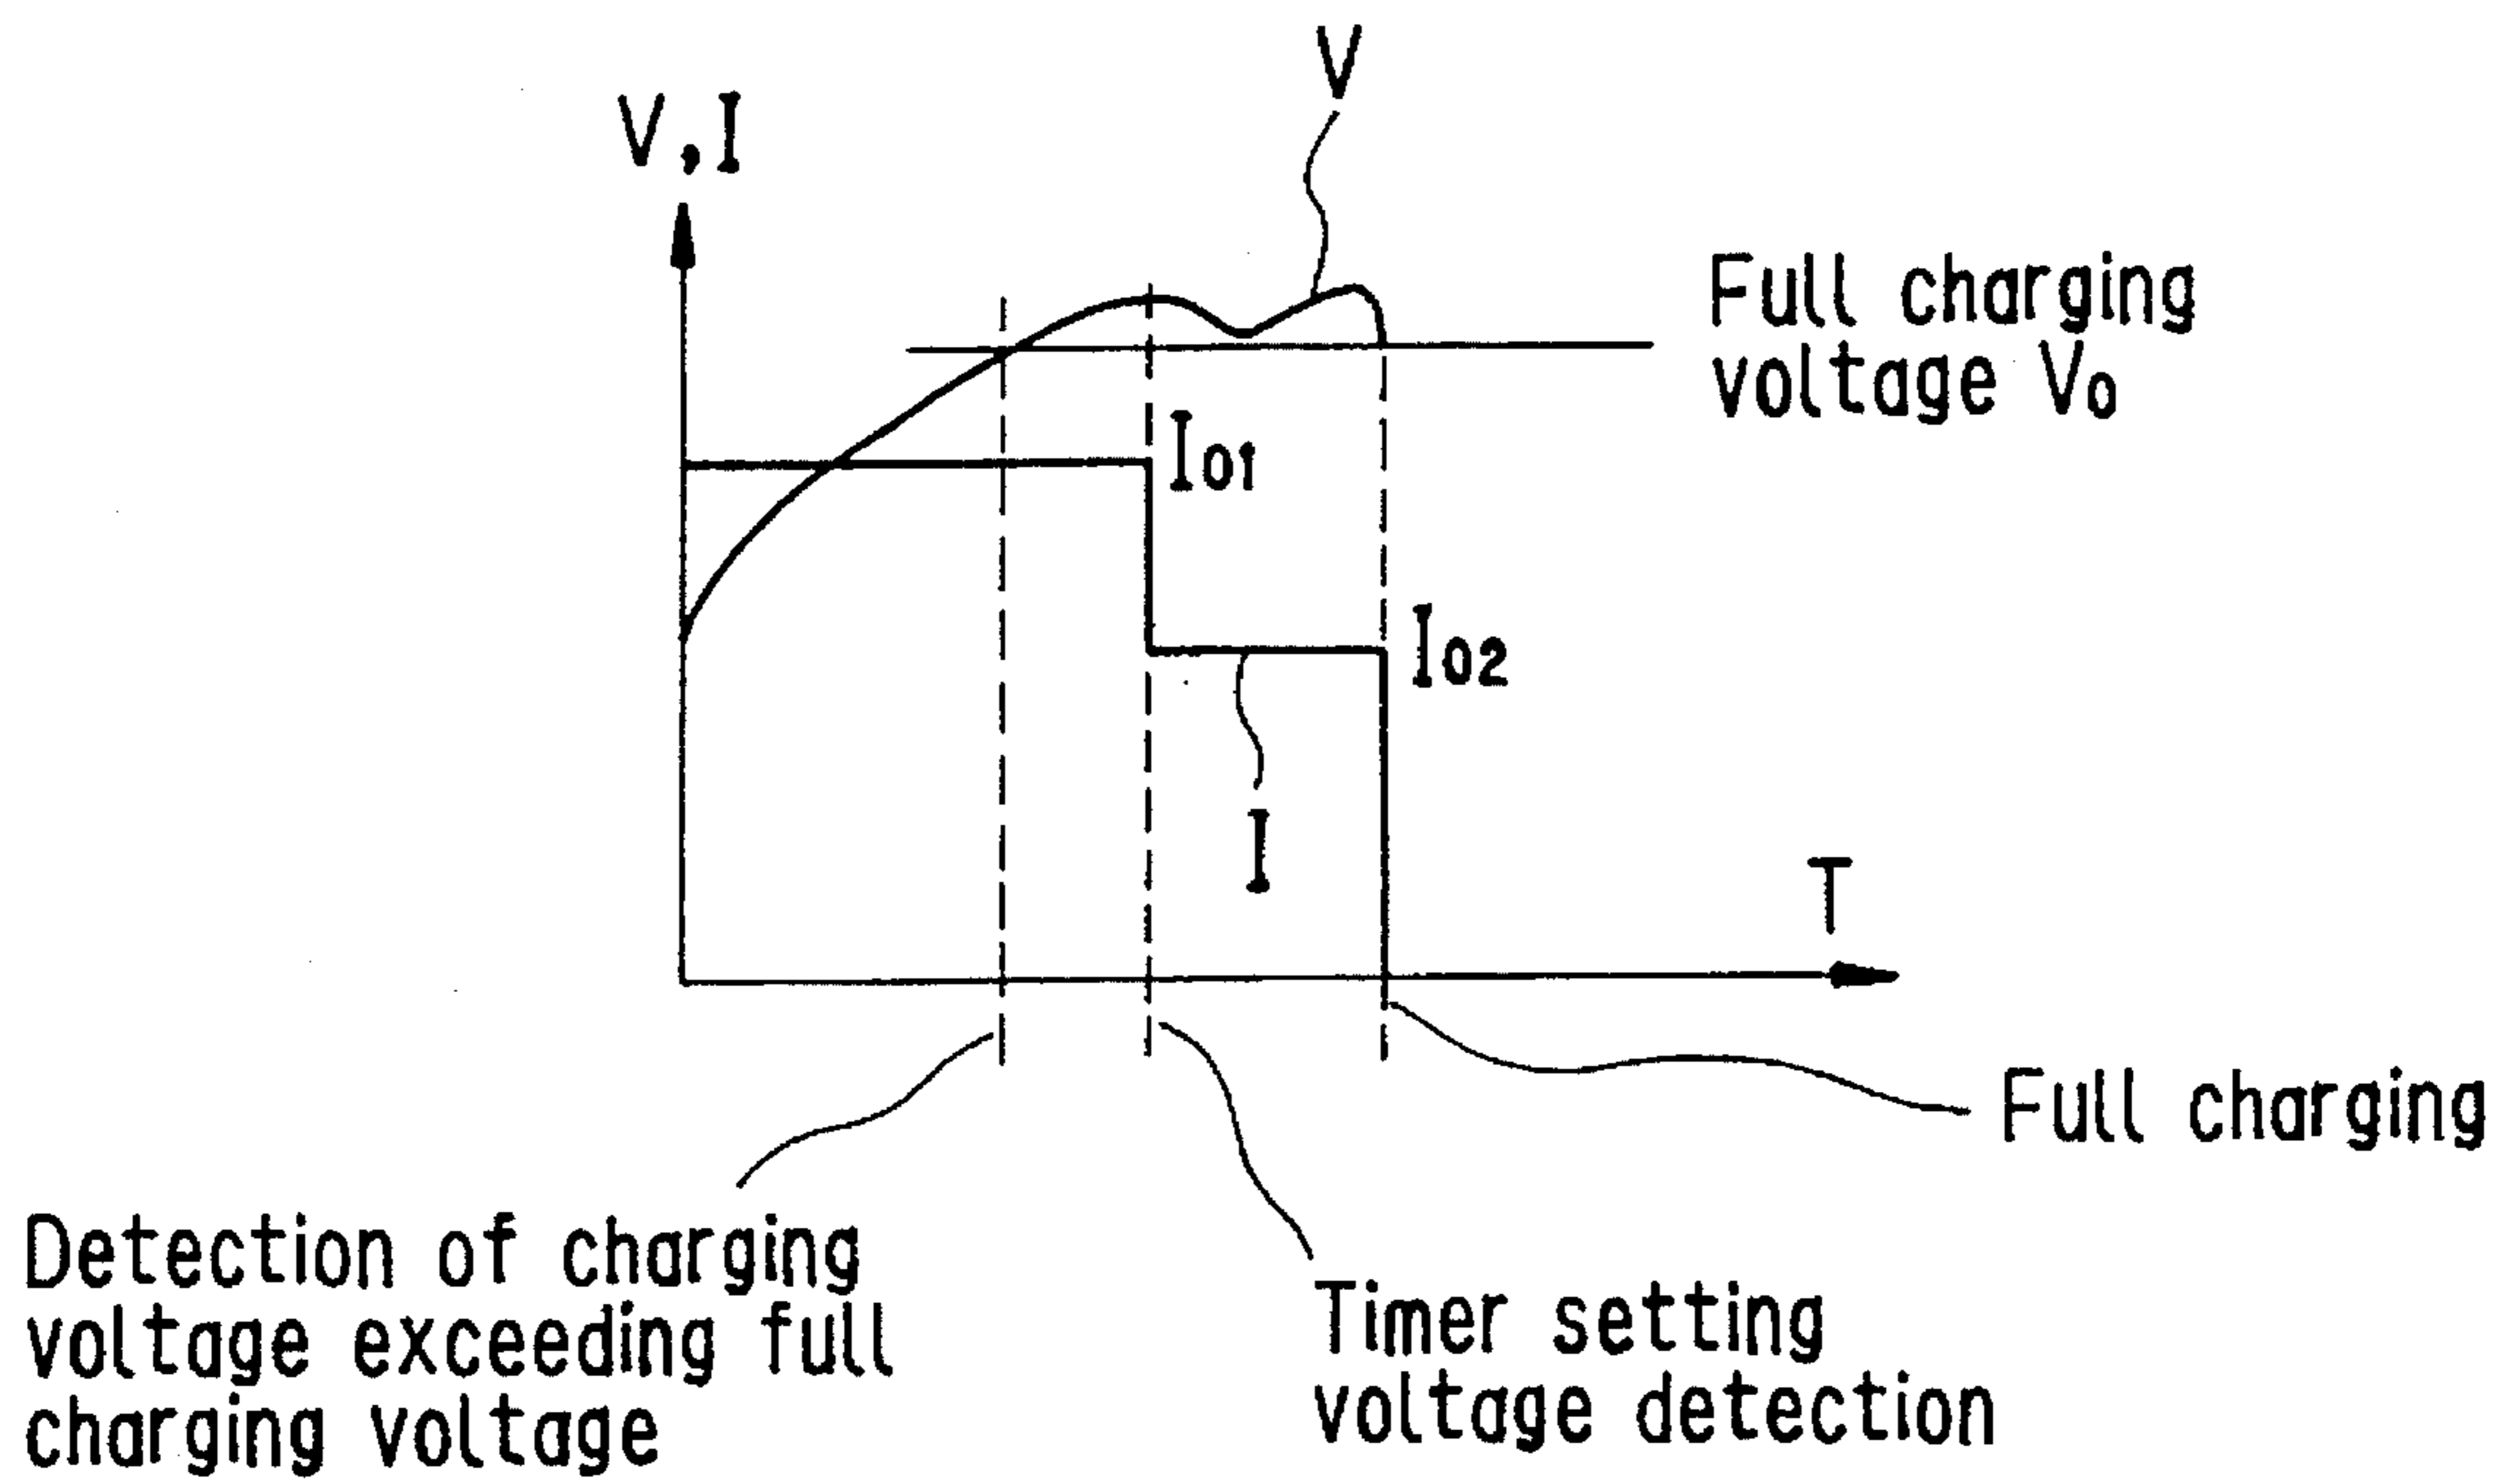 V
V,I
Full charging
voltage V0
I01
I02
I
T
Full charging
Detection of charging
voltage exceeding full
charging voltage
Timer setting
voltage detection